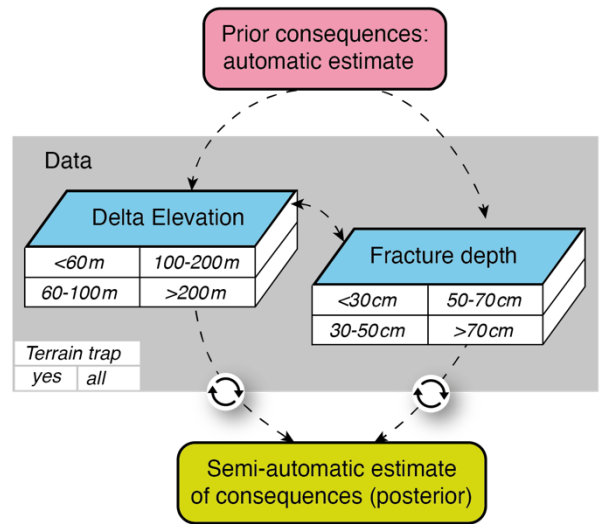 Prior consequences:
automatic estimate
Data
Delta Elevation
<60m 100-200m
60-100m >200m
Fracture depth
<30cm 50-70cm
30-50cm >70cm
Terrain trap
yes all
Semi-automatic estimate
of consequences (posterior)